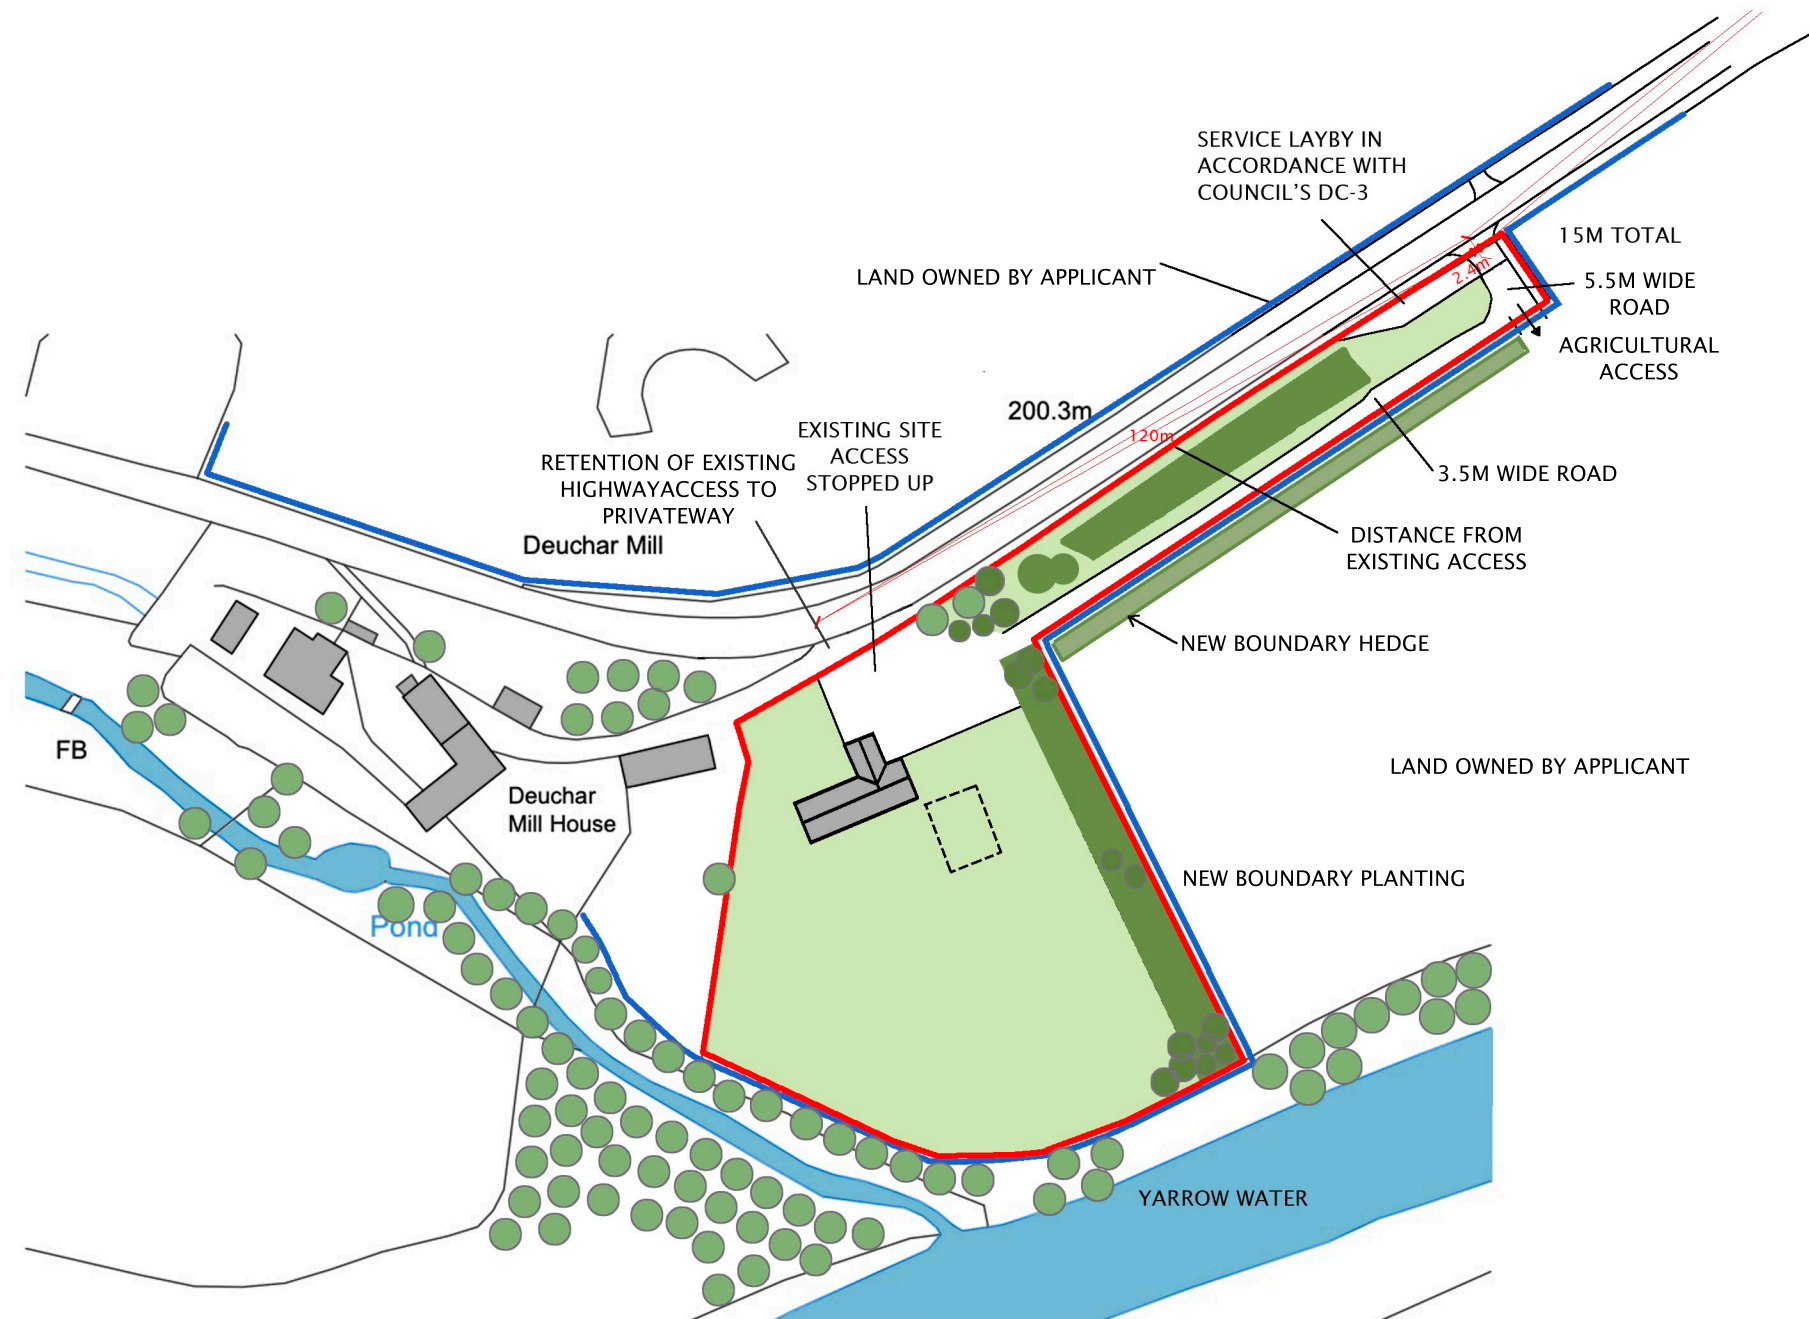 SERVICE LAYBY IN
ACCORDANCE WITH
COUNCIL'S DC-3
15M TOTAL
LAND OWNED BY APPLICANT
2.4m
5.5M WIDE
ROAD
AGRICULTURAL
ACCESS
200.3m
EXISTING SITE
ACCESS
STOPPED UP
120m
RETENTION OF EXISTING
HIGHWAYACCESS TO
PRIVATEWAY
3.5M WIDE ROAD
Deuchar Mill
DISTANCE FROM
EXISTING ACCESS
NEW BOUNDARY HEDGE
FB
LAND OWNED BY APPLICANT
Deuchar
Mill House
NEW BOUNDARY PLANTING
Pond
YARROW WATER